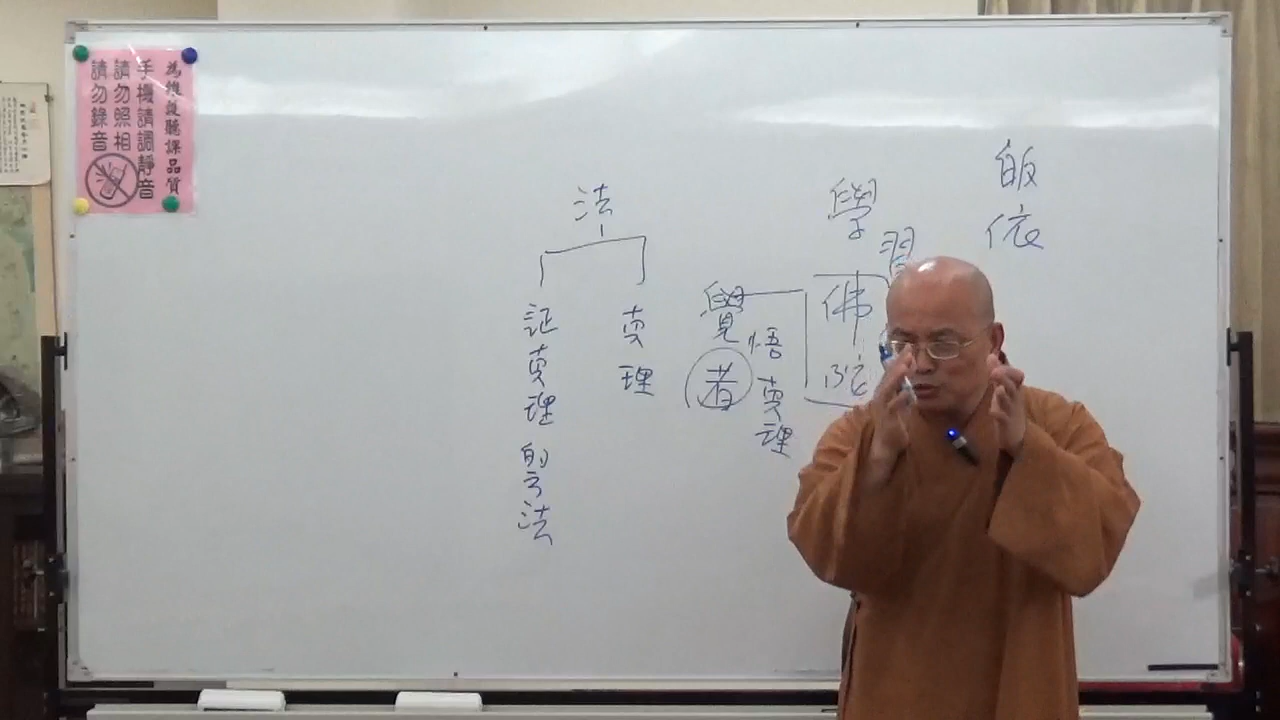 為維護聽課品質
手機請調靜音
請勿照相
請勿錄音
皈依
學習
佛陀
覺者
悟真理
法
真理
証真理的學法